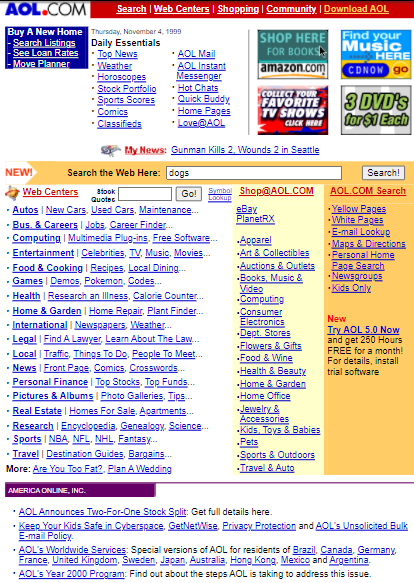 AOL.COM
Search | Web Centers | Shopping | Community | Download AOL
Buy A New Home
- Search Listings
- See Loan Rates
- Move Planner
Thursday, November 4, 1999
Daily Essentials
• Top News
• Weather
• Horoscopes
• Stock Portfolio
• Sports Scores
• Comics
• Classifieds
• AOL Mail
• AOL Instant
Messenger
• Hot Chats
• Quick Buddy
• Home Pages
• Love@AOL
SHOP HERE
FOR BOOKS
amazon.com
Find your
Music
HERE
CDNOW go
COLLECT YOUR
FAVORITE
TV SHOWS
CLICK HERE
3 DVD's
for $1 Each
My News: Gunman Kills 2, Wounds 2 in Seattle
NEW!
Search the Web Here: dogs Search!
Web Centers
Stock
Quotes
Go!
Symbol
Lookup
• Autos | New Cars, Used Cars, Maintenance...
• Bus. & Careers | Jobs, Career Finder...
• Computing | Multimedia Plug-ins, Free Software...
• Entertainment | Celebrities, TV, Music, Movies...
• Food & Cooking | Recipes, Local Dining...
• Games | Demos, Pokemon, Codes...
• Health | Research an Illness, Calorie Counter...
• Home & Garden | Home Repair, Plant Finder...
• International | Newspapers, Weather...
• Legal | Find A Lawyer, Learn About The Law...
• Local | Traffic, Things To Do, People To Meet...
• News | Front Page, Comics, Crosswords...
• Personal Finance | Top Stocks, Top Funds...
• Pictures & Albums | Photo Galleries, Tips...
• Real Estate | Homes For Sale, Apartments...
• Research | Encyclopedia, Genealogy, Science...
• Sports | NBA, NFL, NHL, Fantasy...
• Travel | Destination Guides, Bargains...
More: Are You Too Fat?, Plan A Wedding
Shop@AOL.COM
eBay
PlanetRX
• Apparel
• Art & Collectibles
• Auctions & Outlets
• Books, Music &
Video
• Computing
• Consumer
Electronics
• Dept. Stores
• Flowers & Gifts
• Food & Wine
• Health & Beauty
• Home & Garden
• Home Office
• Jewelry &
Accessories
• Kids, Toys & Babies
• Pets
• Sports & Outdoors
• Travel & Auto
AOL.COM Search
• Yellow Pages
• White Pages
• E-mail Lookup
• Maps & Directions
• Personal Home
Page Search
• Newsgroups
• Kids Only
New
Try AOL 5.0 Now
and get 250 Hours
FREE for a month!
For details, install
trial software
AMERICA ONLINE, INC.
• AOL Announces Two-For-One Stock Split: Get full details here.
• Keep Your Kids Safe in Cyberspace, GetNetWise, Privacy Protection and AOL's Unsolicited Bulk
E-mail Policy.
• AOL's Worldwide Services: Special versions of AOL for residents of Brazil, Canada, Germany,
France, United Kingdom, Sweden, Japan, Australia, Hong Kong, Mexico and Argentina.
• AOL's Year 2000 Program: Find out about the steps AOL is taking to address this issue.